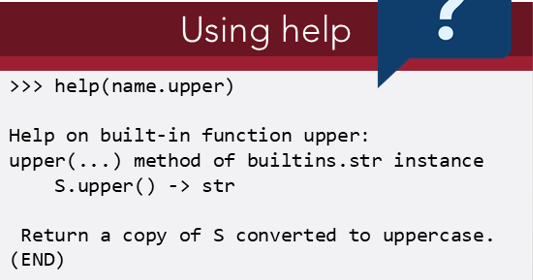 Using help
?
>>> help(name.upper)
Help on built-in function upper:
upper(...) method of builtins.str instance
    S.upper() -> str
 Return a copy of S converted to uppercase.
(END)